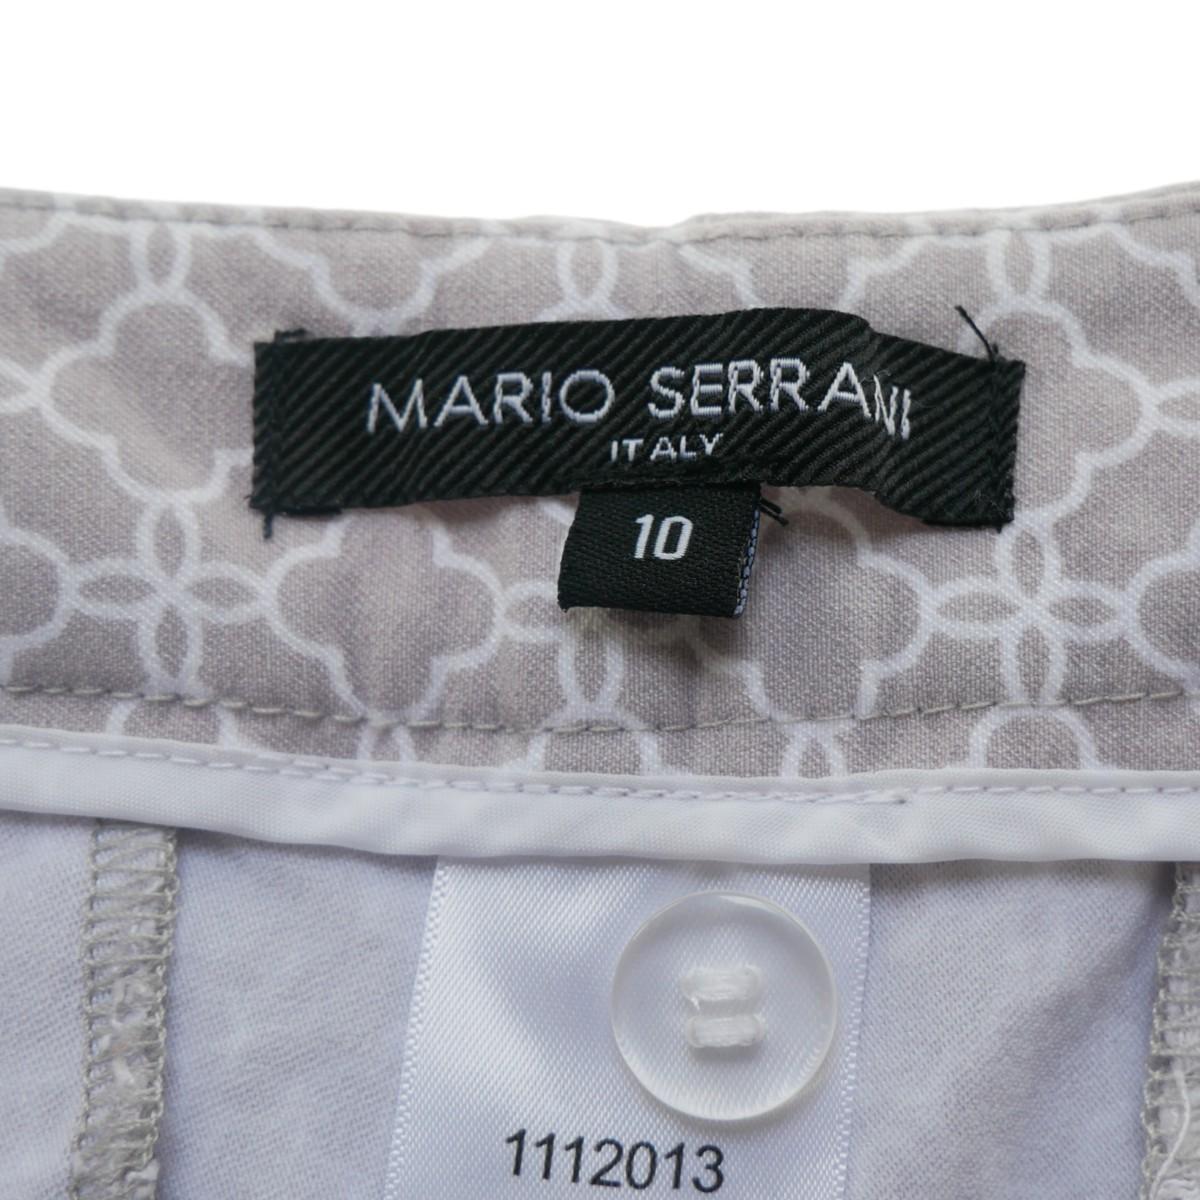 MARIO SERRANI
ITALY
10
1112013